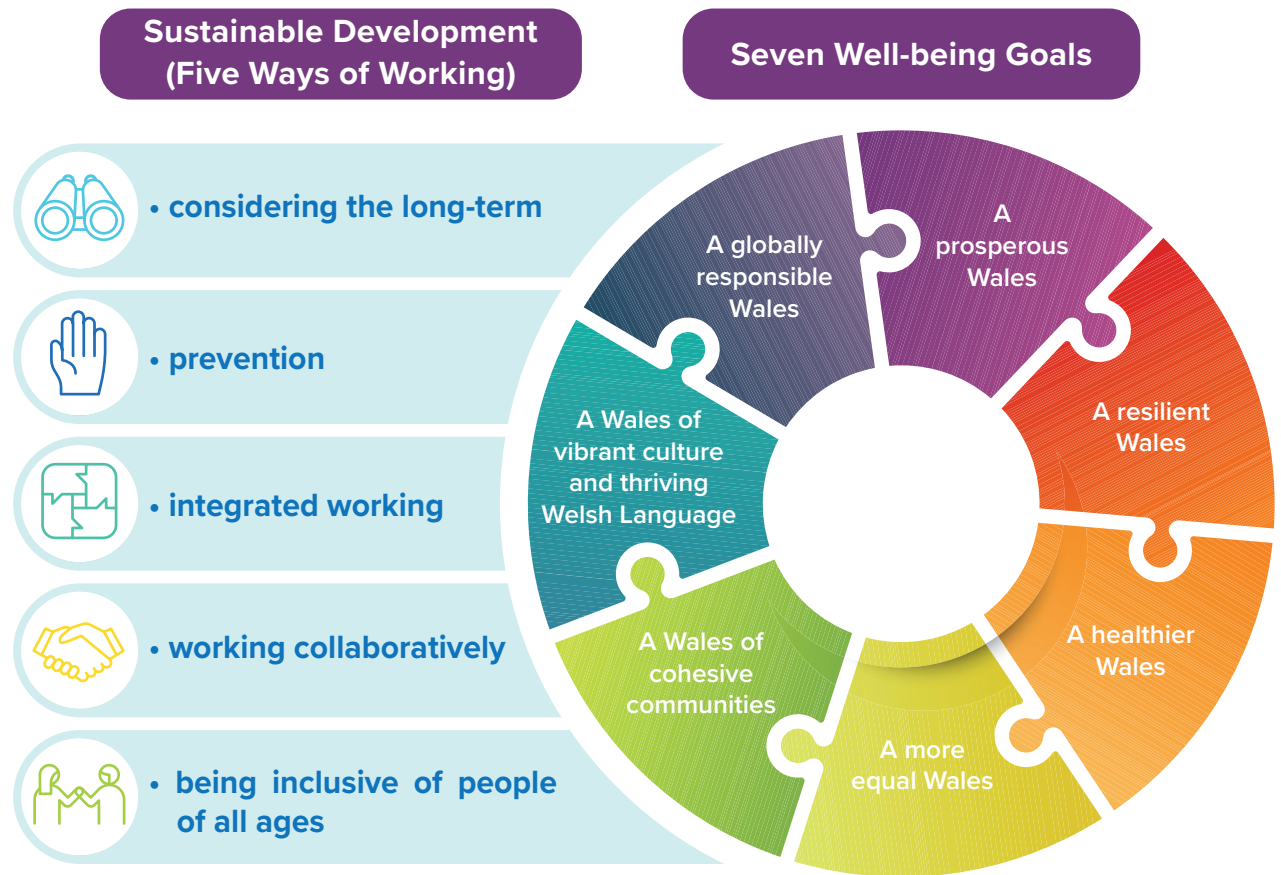 Sustainable Development
(Five Ways of Working)
Seven Well-being Goals
• considering the long-term
• prevention
• integrated working
• working collaboratively
• being inclusive of people
of all ages
A
prosperous
Wales
A resilient
Wales
A healthier
Wales
A more
equal Wales
A Wales of
cohesive
communities
A Wales of
vibrant culture
and thriving
Welsh Language
A globally
responsible
Wales